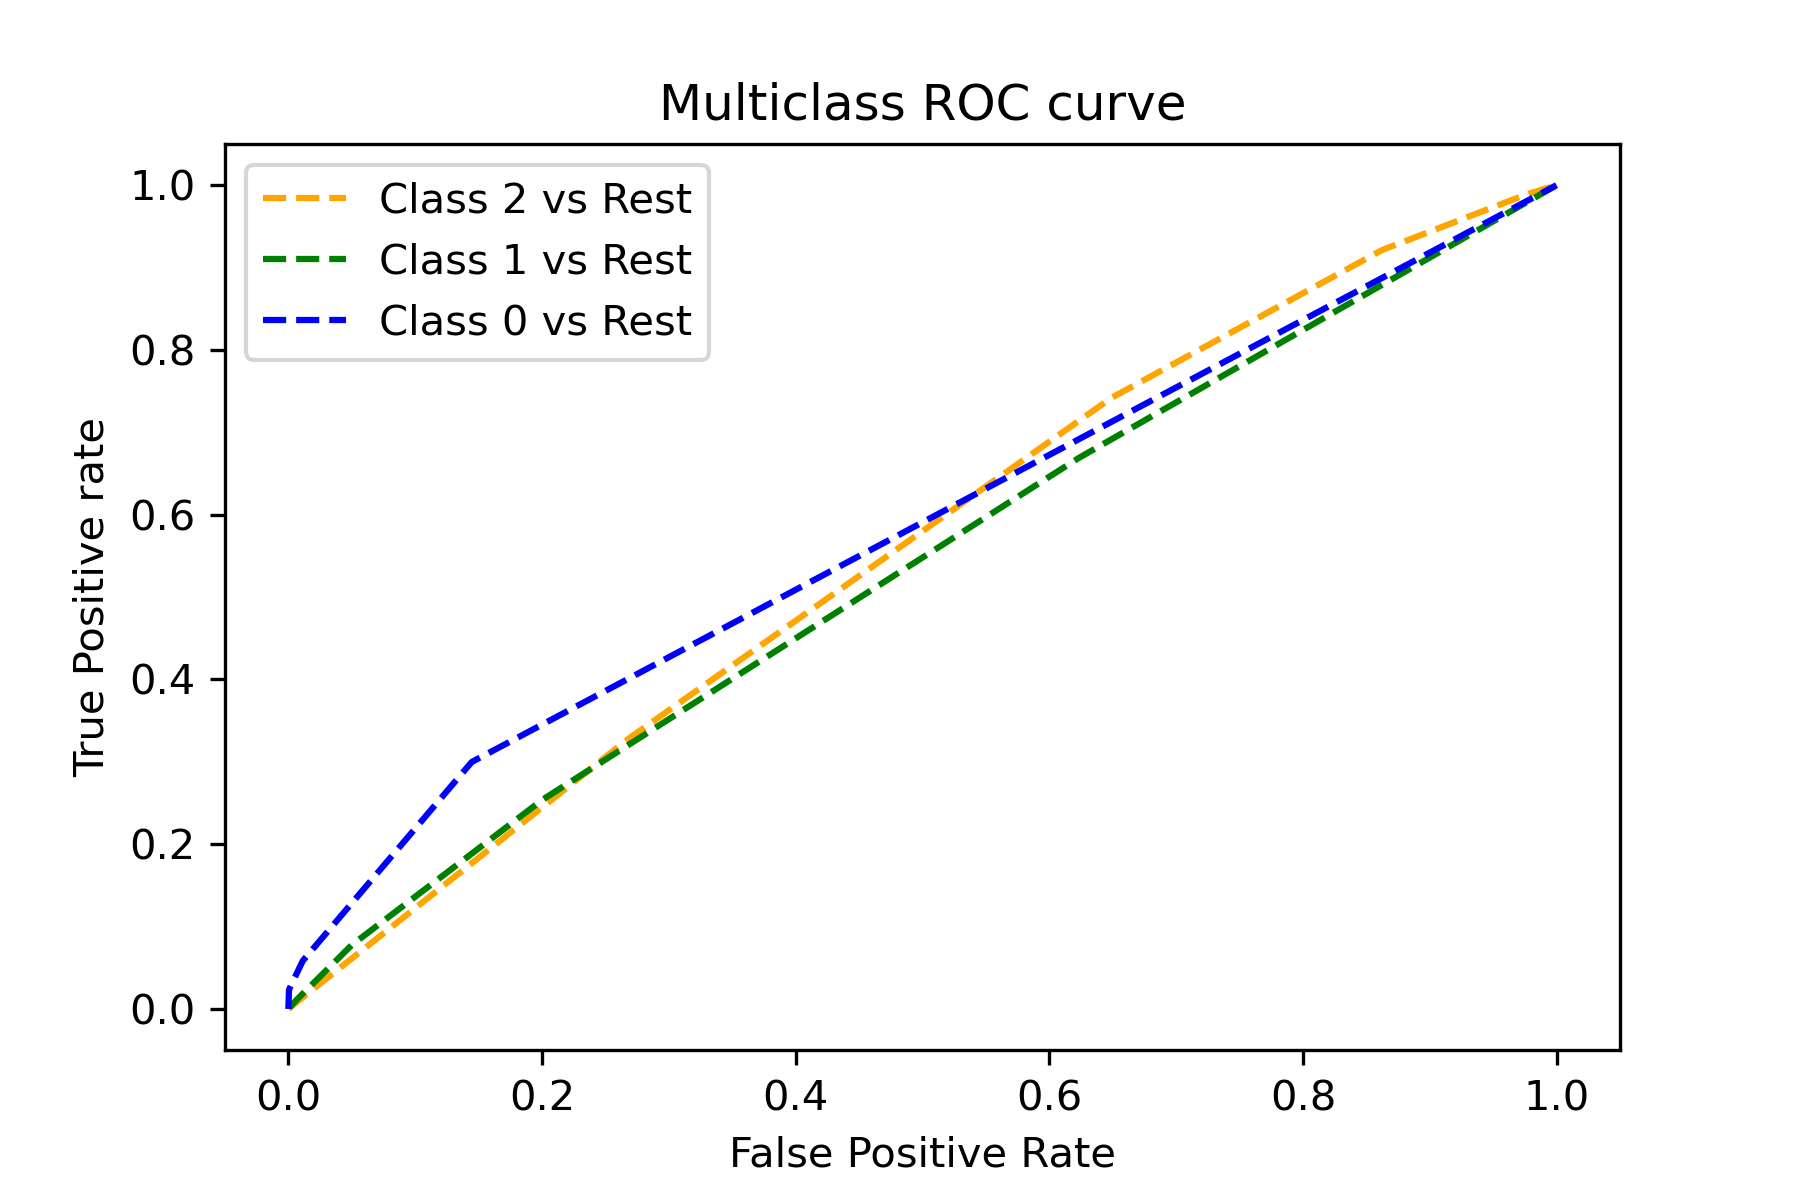 Multiclass ROC curve
Class 2 vs Rest
Class 1 vs Rest
Class 0 vs Rest
True Positive rate
1.0
0.8
0.6
0.4
0.2
0.0
0.0 0.2 0.4 0.6 0.8 1.0
False Positive Rate